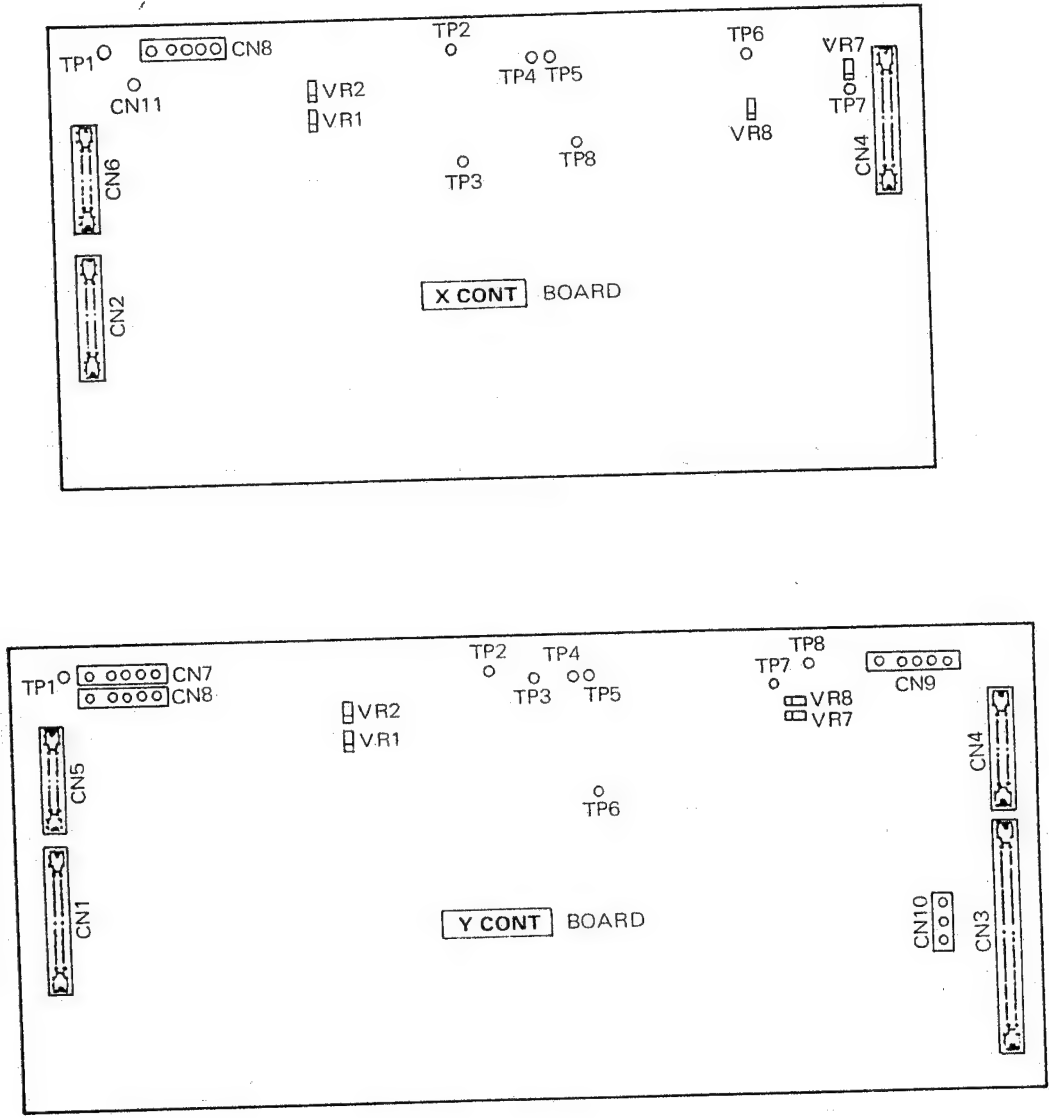 TP2
TP6
VR7
TP1
CN8
TP4 TP5
CN11
VR2
TP7
VR1
VR8
CN6
TP3
TP8
CN4
CN2
X CONT BOARD
TP1
CN7
TP2
TP4
TP8
TP7
CN8
TP3
TP5
CN9
VR2
VR8
VR7
VR1
CN5
CN4
TP6
CN1
Y CONT BOARD
CN10
CN3